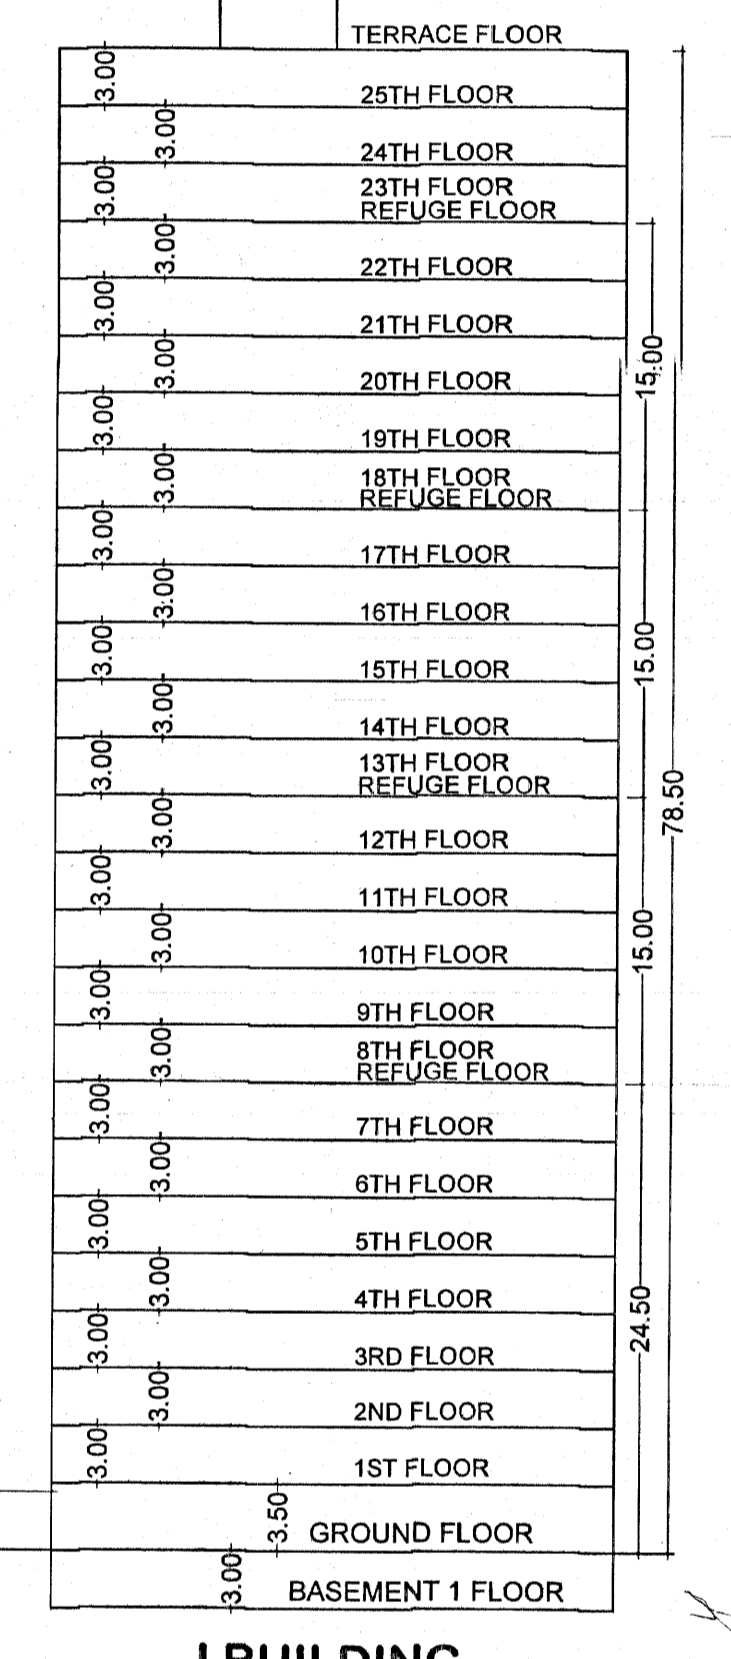 TERRACE FLOOR
3.00
25TH FLOOR
3.00
24TH FLOOR
3.00
23TH FLOOR
REFUGE FLOOR
3.00
22TH FLOOR
3.00
21TH FLOOR
3.00
20TH FLOOR
15.00
3.00
19TH FLOOR
3.00
18TH FLOOR
REFUGE FLOOR
3.00
17TH FLOOR
3.00
16TH FLOOR
3.00
15TH FLOOR
15.00
3.00
14TH FLOOR
3.00
13TH FLOOR
REFUGE FLOOR
78.50
3.00
12TH FLOOR
3.00
11TH FLOOR
3.00
10TH FLOOR
15.00
3.00
9TH FLOOR
3.00
8TH FLOOR
REFUGE FLOOR
3.00
7TH FLOOR
3.00
6TH FLOOR
3.00
5TH FLOOR
3.00
4TH FLOOR
24.50
3.00
3RD FLOOR
3.00
2ND FLOOR
3.00
1ST FLOOR
3.50
GROUND FLOOR
3.00
BASEMENT 1 FLOOR
BUILDING